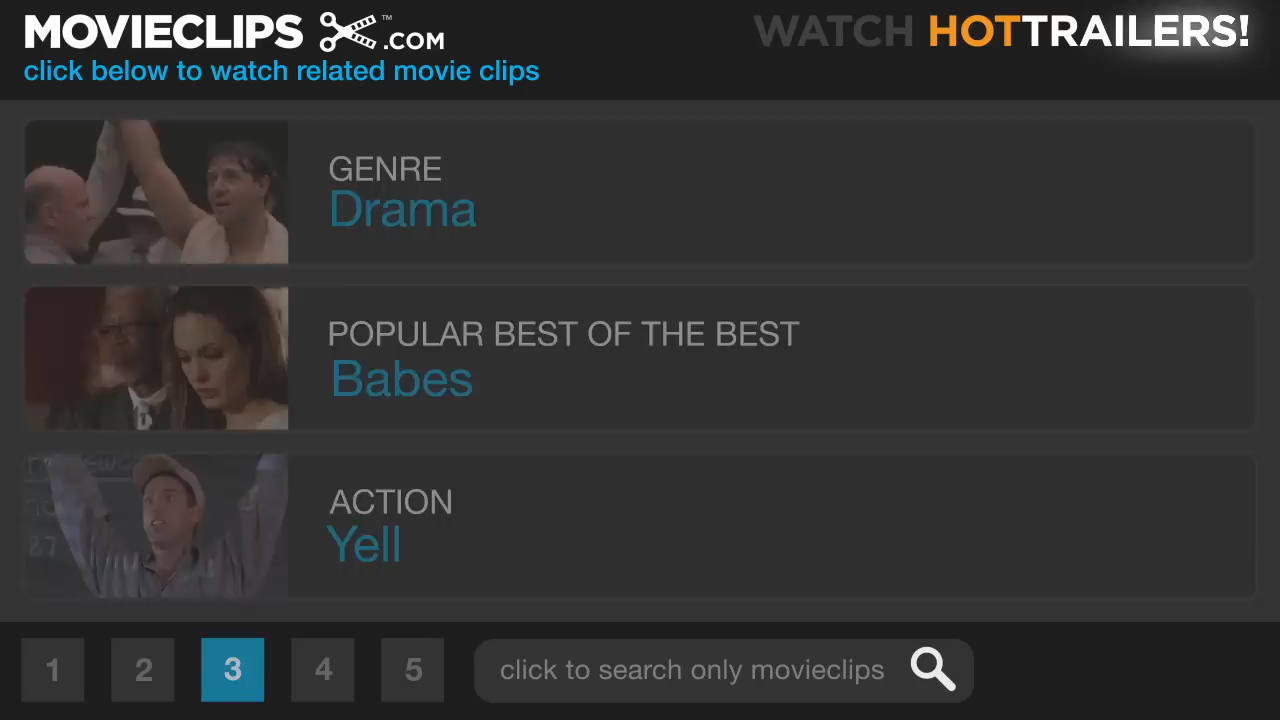 MOVIECLIPS ™ .COM
click below to watch related movie clips
WATCH HOTTRAILERS!
GENRE
Drama
POPULAR BEST OF THE BEST
Babes
ACTION
Yell
87
1 2 3 4 5
click to search only movieclips